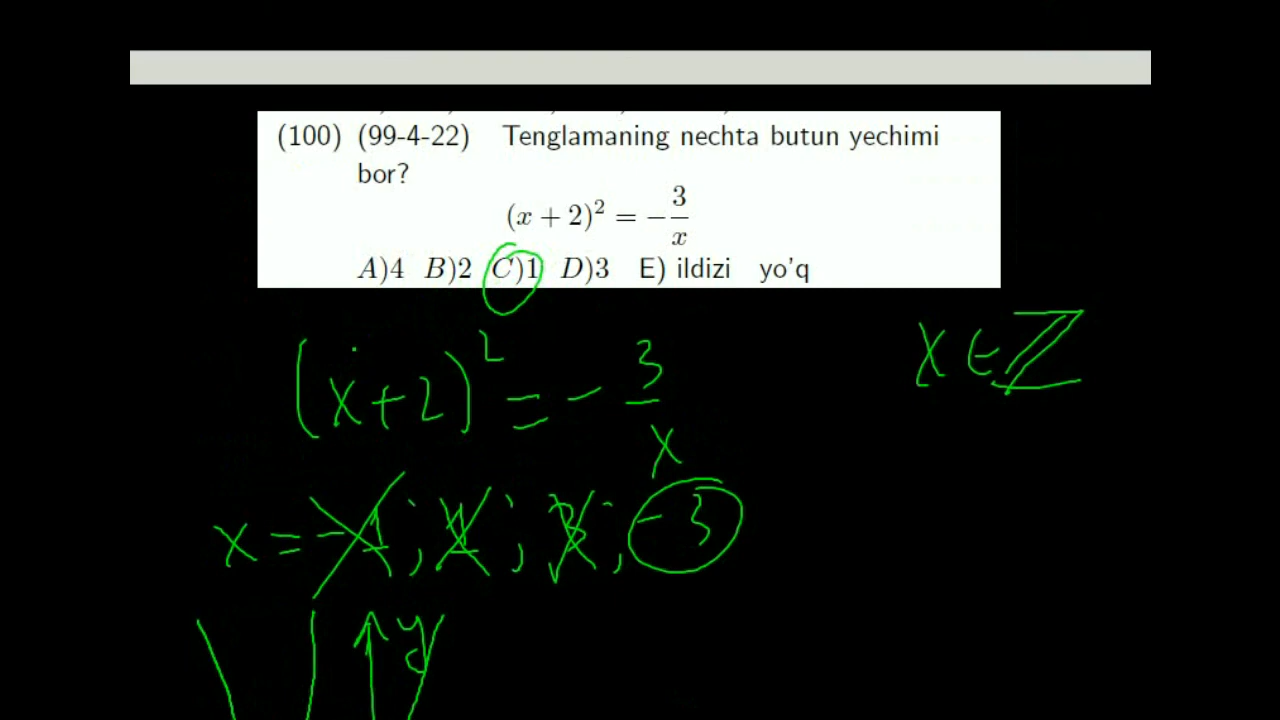 (100) (99-4-22) Tenglamaning nechta butun yechimi
bor?
(x + 2)² = −3/x
A)4 B)2 C)1 D)3 E) ildizi yo'q
(x+2)² = −3/x
x ∈ ℤ
x = −1; 1; 3; −3
y